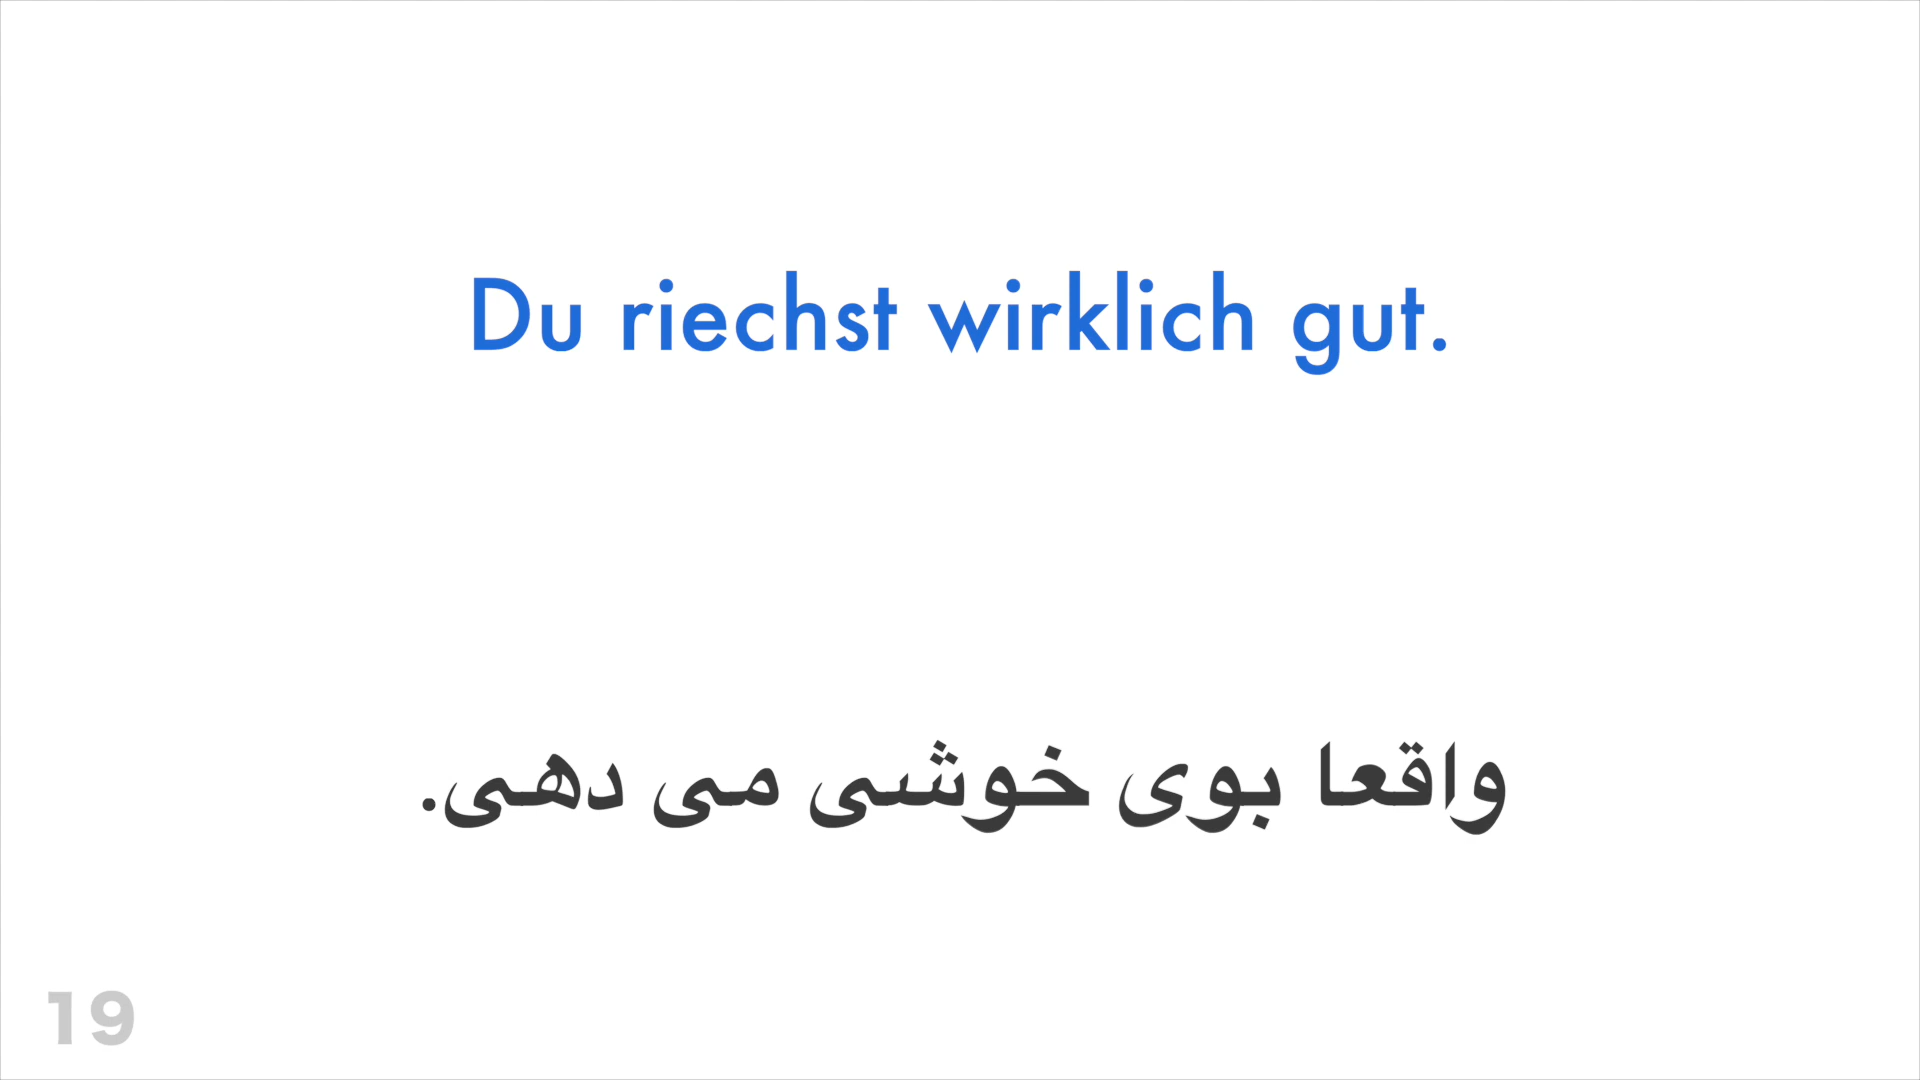 Du riechst wirklich gut.
واقعا بوی خوشی می دهی.
19